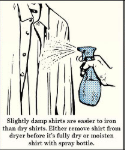 Slightly damp shirts are easier to iron
than dry shirts. Either remove shirt from
dryer before it's fully dry or moisten
shirt with spray bottle.